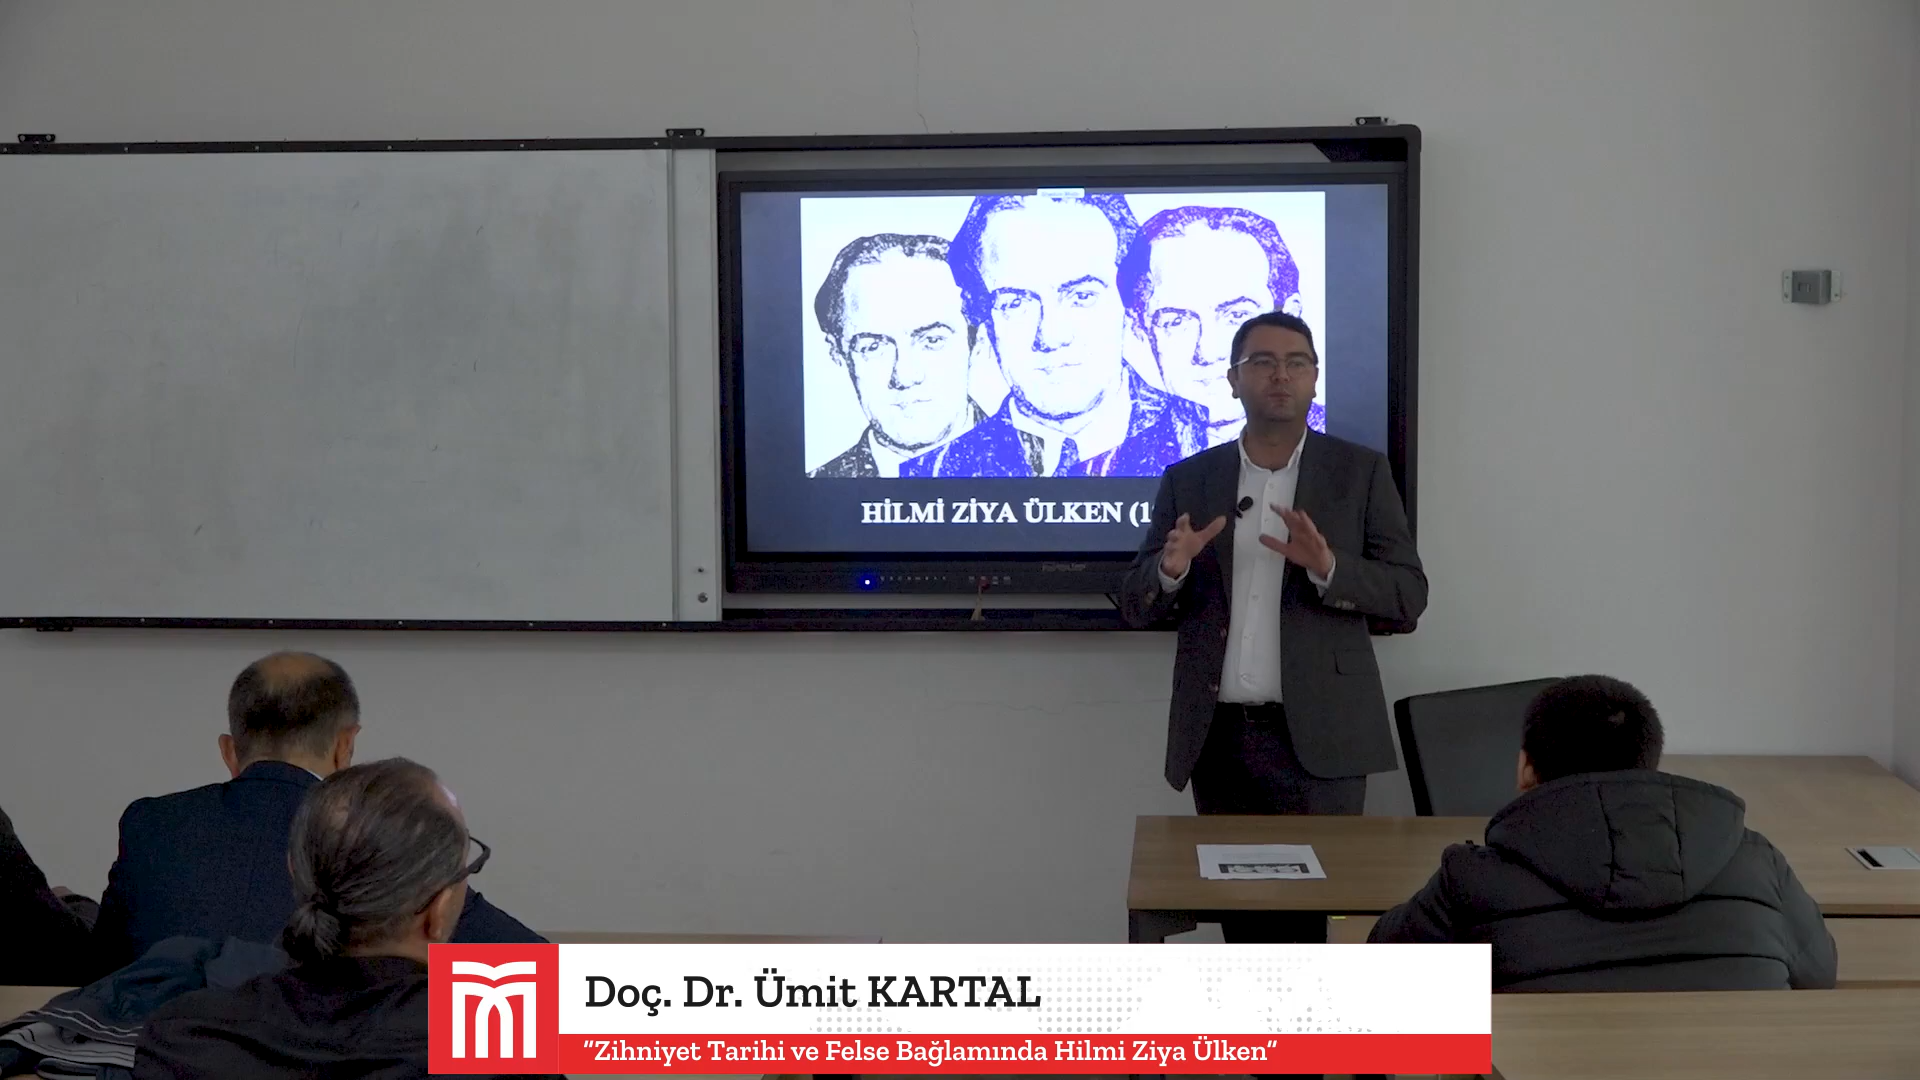 HİLMİ ZİYA ÜLKEN (1
Doç. Dr. Ümit KARTAL
"Zihniyet Tarihi ve Felse Bağlamında Hilmi Ziya Ülken"